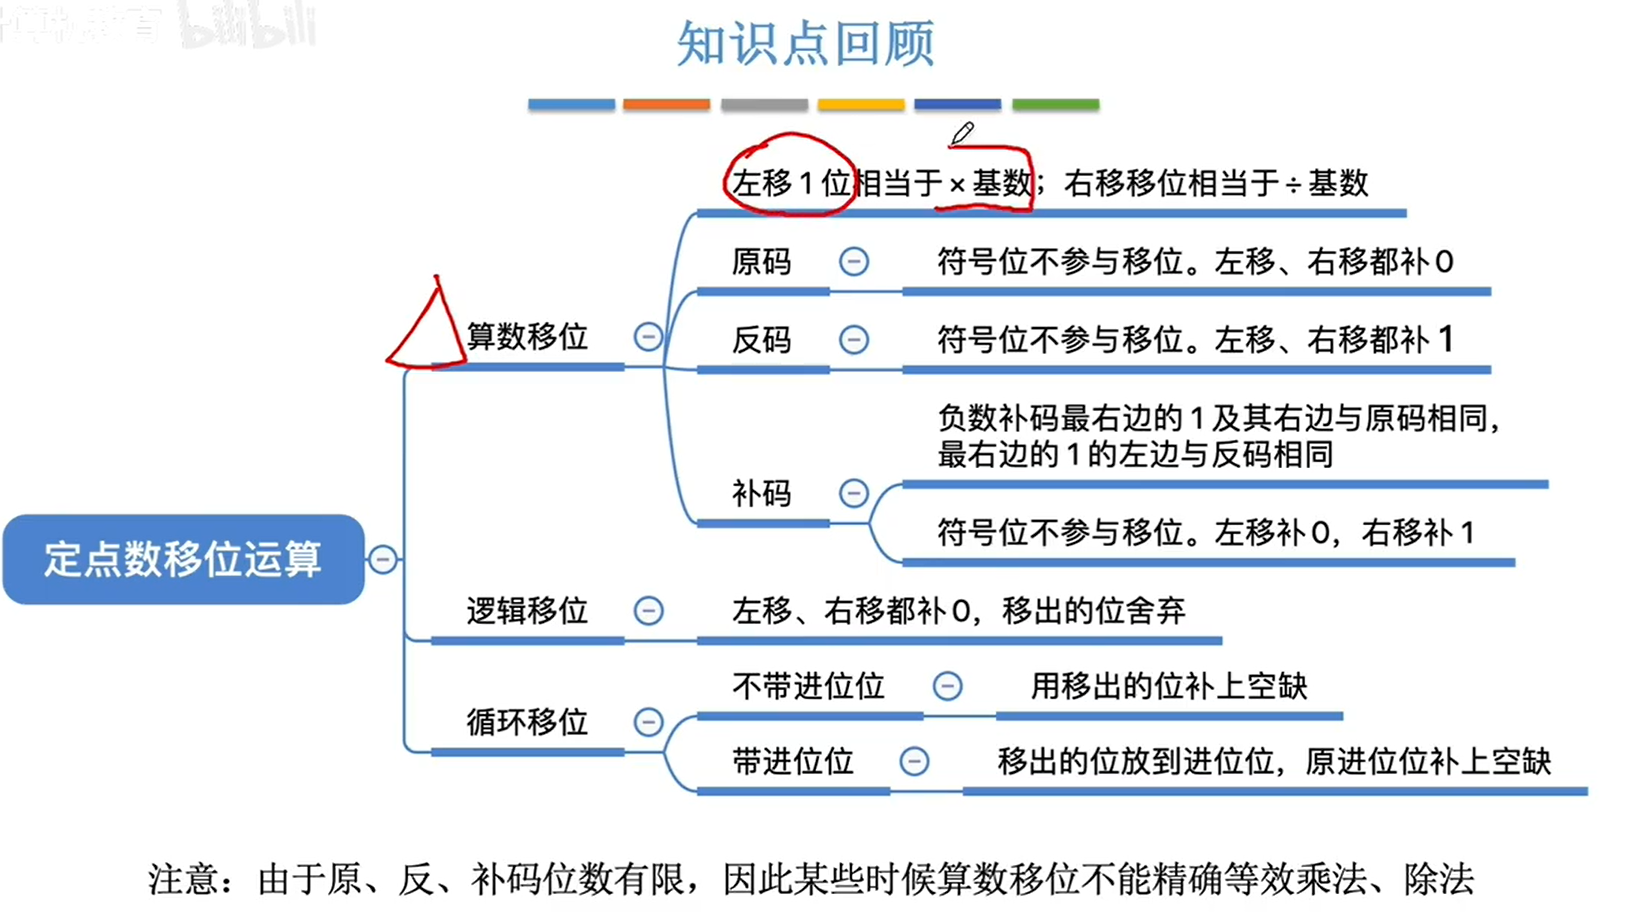 bilibili
知识点回顾
左移1位相当于×基数；右移移位相当于÷基数
原码
符号位不参与移位。左移、右移都补0
算数移位
反码
符号位不参与移位。左移、右移都补1
负数补码最右边的1及其右边与原码相同，
最右边的1的左边与反码相同
补码
符号位不参与移位。左移补0，右移补1
定点数移位运算
逻辑移位
左移、右移都补0，移出的位舍弃
不带进位位
用移出的位补上空缺
循环移位
带进位位
移出的位放到进位位，原进位位补上空缺
注意：由于原、反、补码位数有限，因此某些时候算数移位不能精确等效乘法、除法